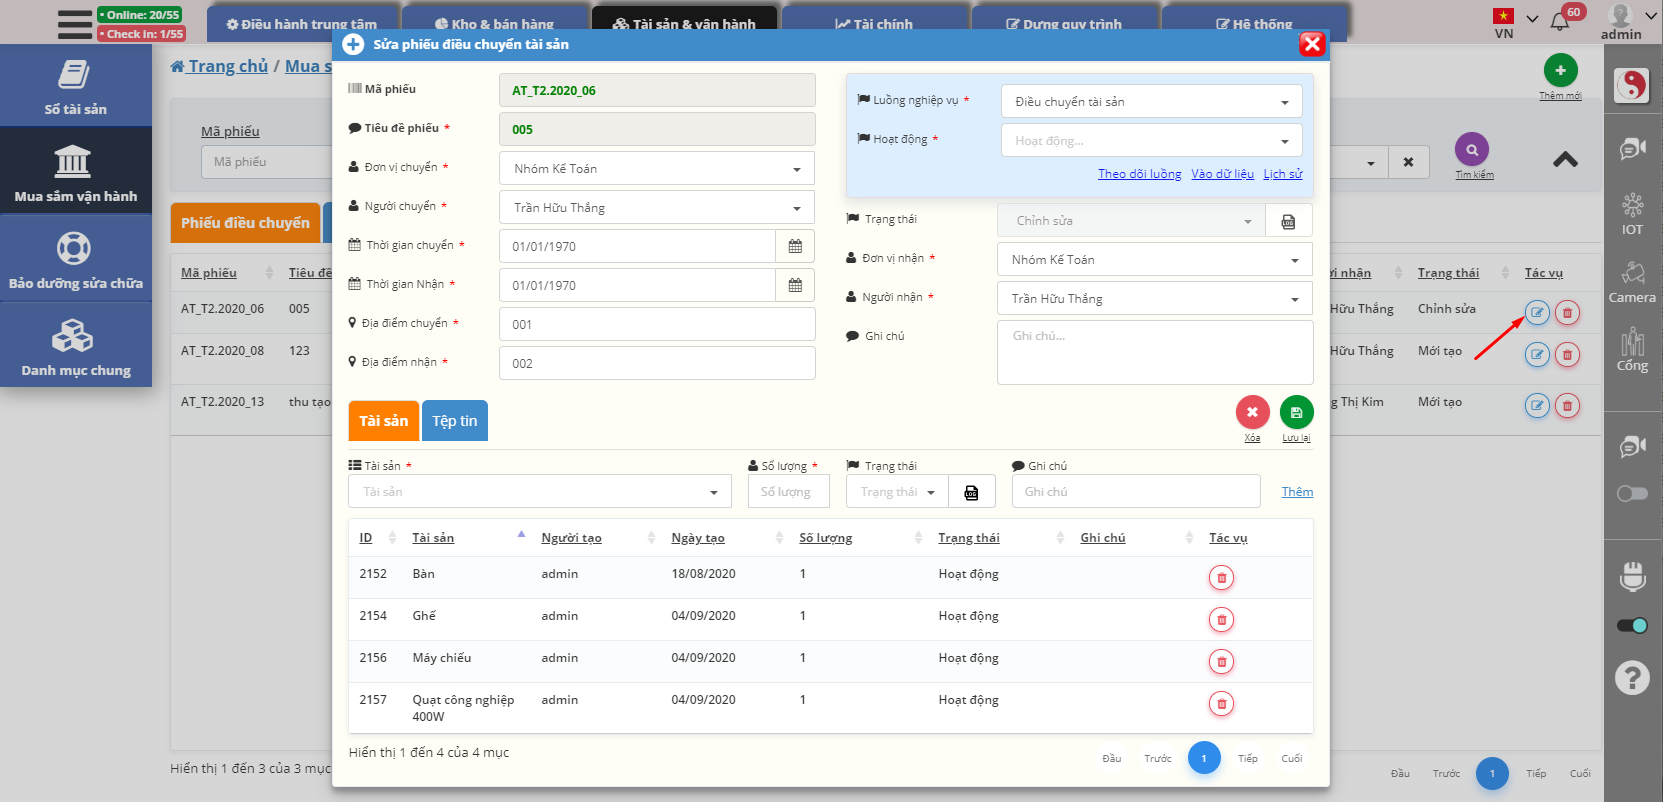 Online: 20/55
Check in: 1/55
Điều hành trung tâm
Kho & bán hàng
Tài sản & vận hành
Tài chính
Dựng quy trình
Hệ thống
VN
60
admin
Sổ tài sản
Mua sắm vận hành
Bảo dưỡng sửa chữa
Danh mục chung
Trang chủ / Mua s
Thêm mới
Mã phiếu
Mã phiếu
Tìm kiếm
Phiếu điều chuyển
Mã phiếu Tiêu đề
AT_T2.2020_06 005
AT_T2.2020_08 123
AT_T2.2020_13 thu tạo
Hiển thị 1 đến 3 của 3 mục
Sửa phiếu điều chuyển tài sản
Mã phiếu AT_T2.2020_06
Tiêu đề phiếu * 005
Đơn vị chuyển * Nhóm Kế Toán
Người chuyển * Trần Hữu Thắng
Thời gian chuyển * 01/01/1970
Thời gian Nhận * 01/01/1970
Địa điểm chuyển * 001
Địa điểm nhận * 002
Luồng nghiệp vụ * Điều chuyển tài sản
Hoạt động * Hoạt động...
Theo dõi luồng Vào dữ liệu Lịch sử
Trạng thái Chỉnh sửa LOG
Đơn vị nhận * Nhóm Kế Toán
Người nhận * Trần Hữu Thắng
Ghi chú Ghi chú...
Tài sản Tệp tin
Xóa Lưu lại
Tài sản * Số lượng * Trạng thái Ghi chú
Tài sản Số lượng Trạng thái LOG Ghi chú Thêm
ID Tài sản Người tạo Ngày tạo Số lượng Trạng thái Ghi chú Tác vụ
2152 Bàn admin 18/08/2020 1 Hoạt động
2154 Ghế admin 04/09/2020 1 Hoạt động
2156 Máy chiếu admin 04/09/2020 1 Hoạt động
2157 Quạt công nghiệp 400W admin 04/09/2020 1 Hoạt động
Hiển thị 1 đến 4 của 4 mục
Đầu Trước 1 Tiếp Cuối
ời nhận Trạng thái Tác vụ
Hữu Thắng Chỉnh sửa
Hữu Thắng Mới tạo
g Thị Kim Mới tạo
Đầu Trước 1 Tiếp Cuối
IOT
Camera
Cổng